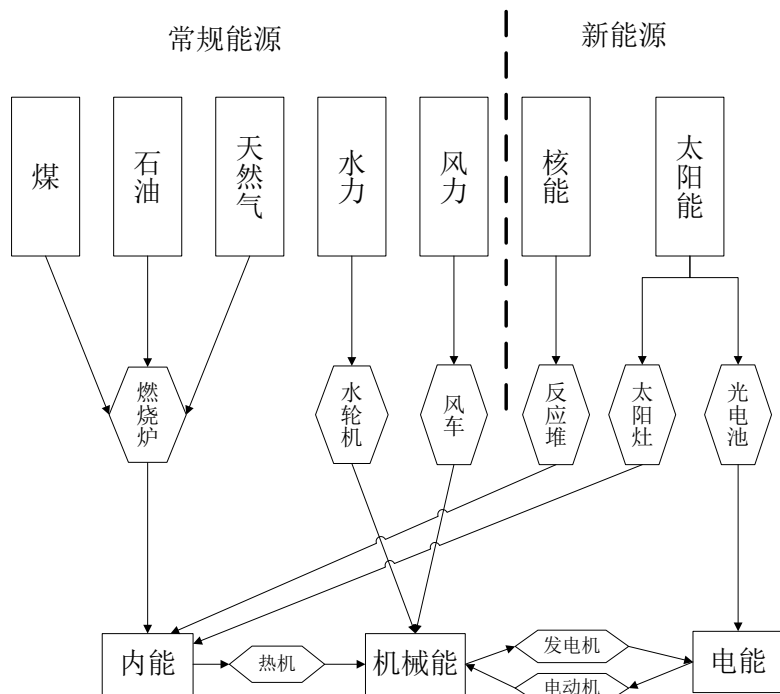 常规能源
新能源
煤
石油
天然气
水力
风力
核能
太阳能
燃烧炉
水轮机
风车
反应堆
太阳灶
光电池
内能
热机
机械能
发电机
电动机
电能